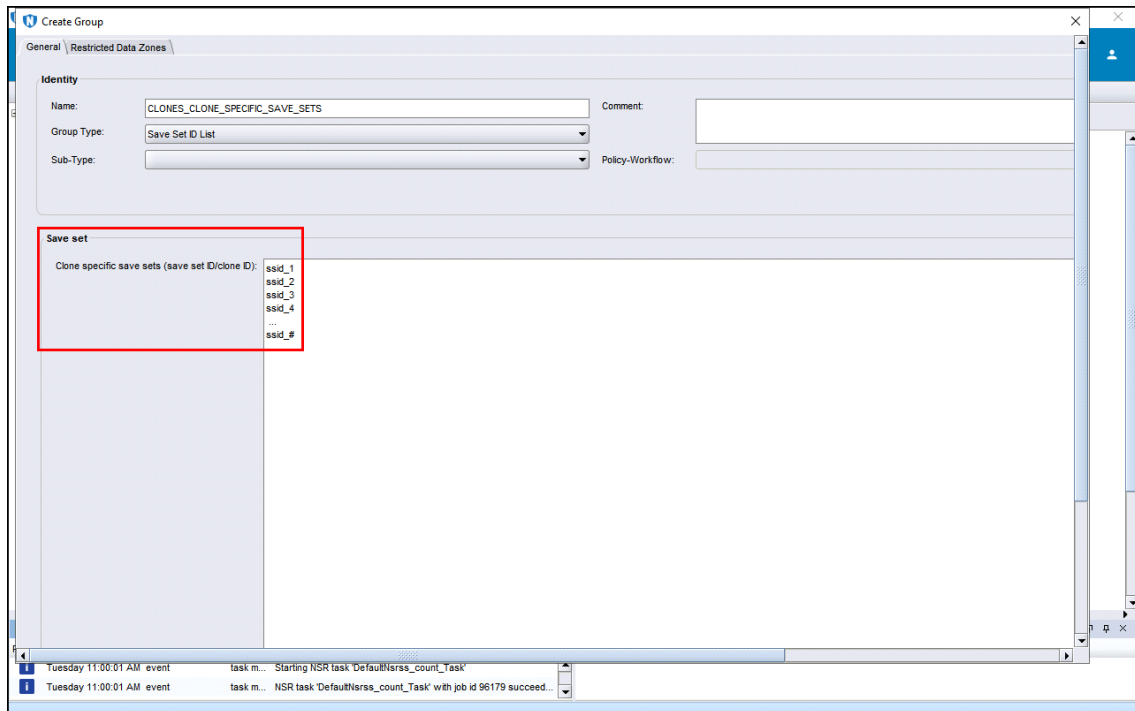 Create Group
General Restricted Data Zones
Identity
Name: CLONES_CLONE_SPECIFIC_SAVE_SETS Comment:
Group Type: Save Set ID List
Sub-Type: Policy-Workflow:
Save set
Clone specific save sets (save set ID/clone ID): ssid_1
ssid_2
ssid_3
ssid_4
...
ssid_#
Tuesday 11:00:01 AM event task m... Starting NSR task 'DefaultNsrss_count_Task'
Tuesday 11:00:01 AM event task m... NSR task 'DefaultNsrss_count_Task' with job id 96179 succeed...